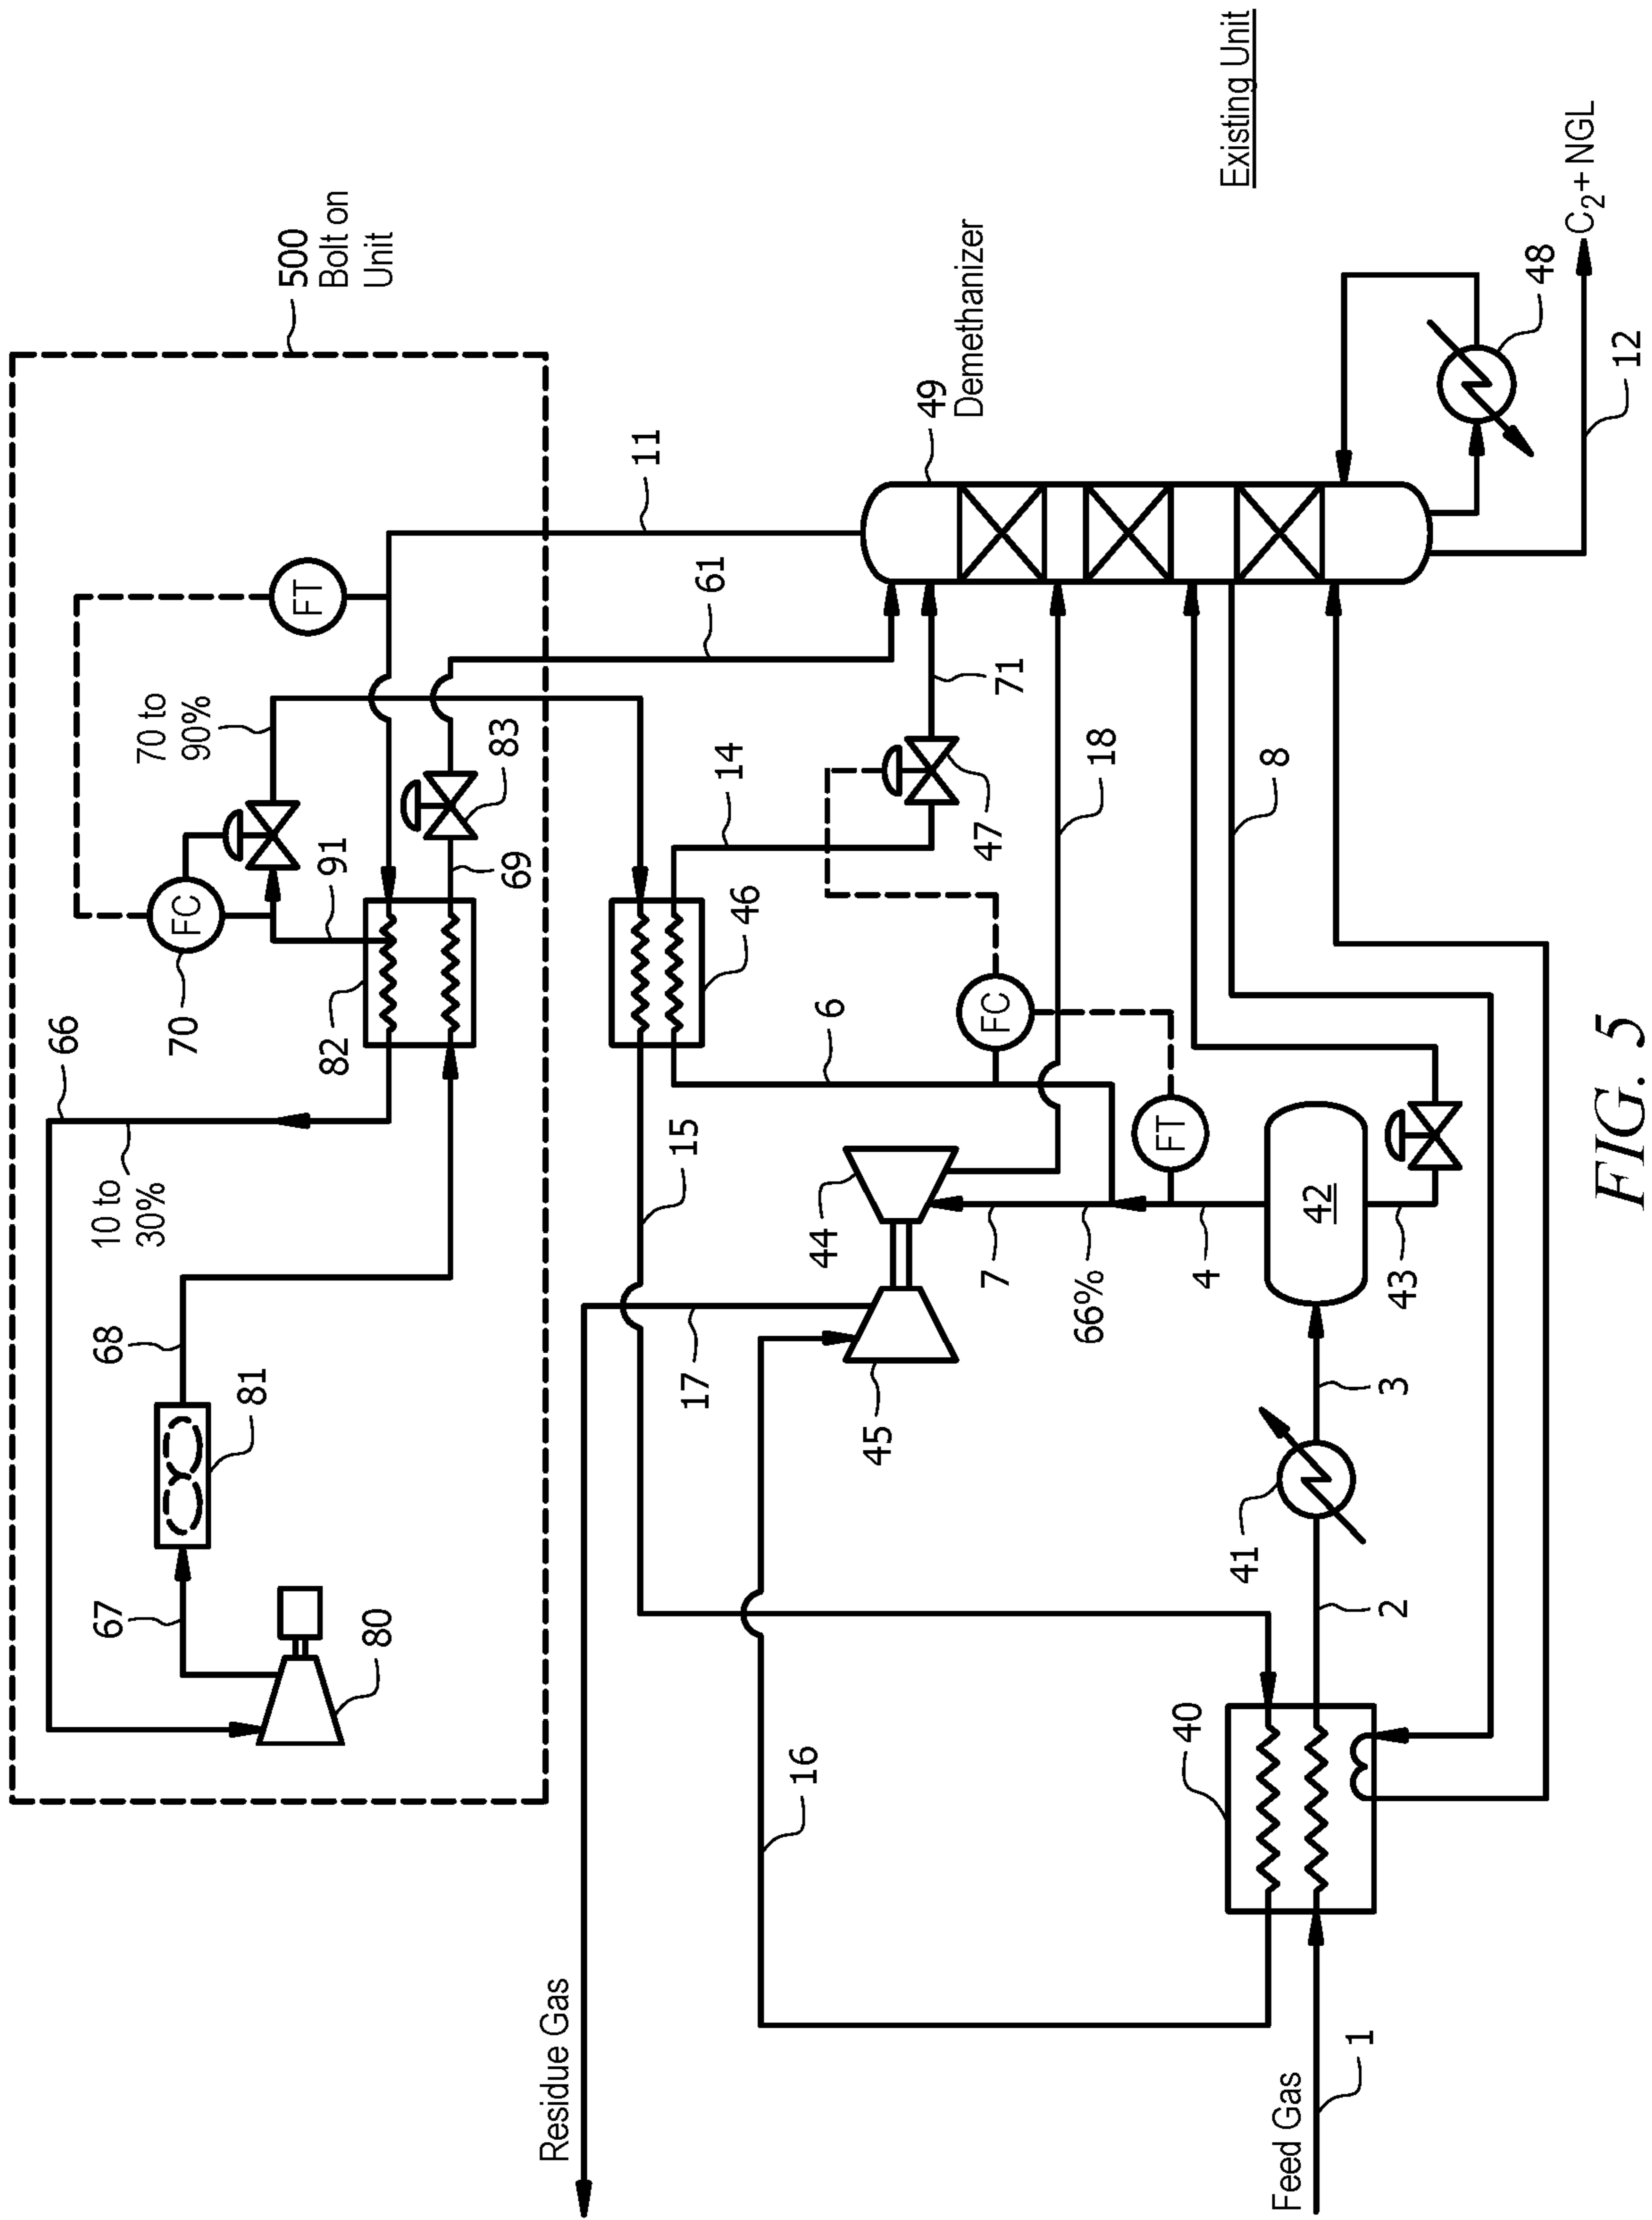 500
Bolt on
Unit
66
10 to
30%
70 to
90%
FC
FT
70
91
82
69
83
67
68
81
80
11
61
Residue Gas
17
15
46
14
6
47
71
49
Demethanizer
Existing Unit
16
45
44
7
66%
4
FT
FC
18
8
40
Feed Gas
1
2
41
3
42
43
48
12
C2+ NGL
FIG. 5